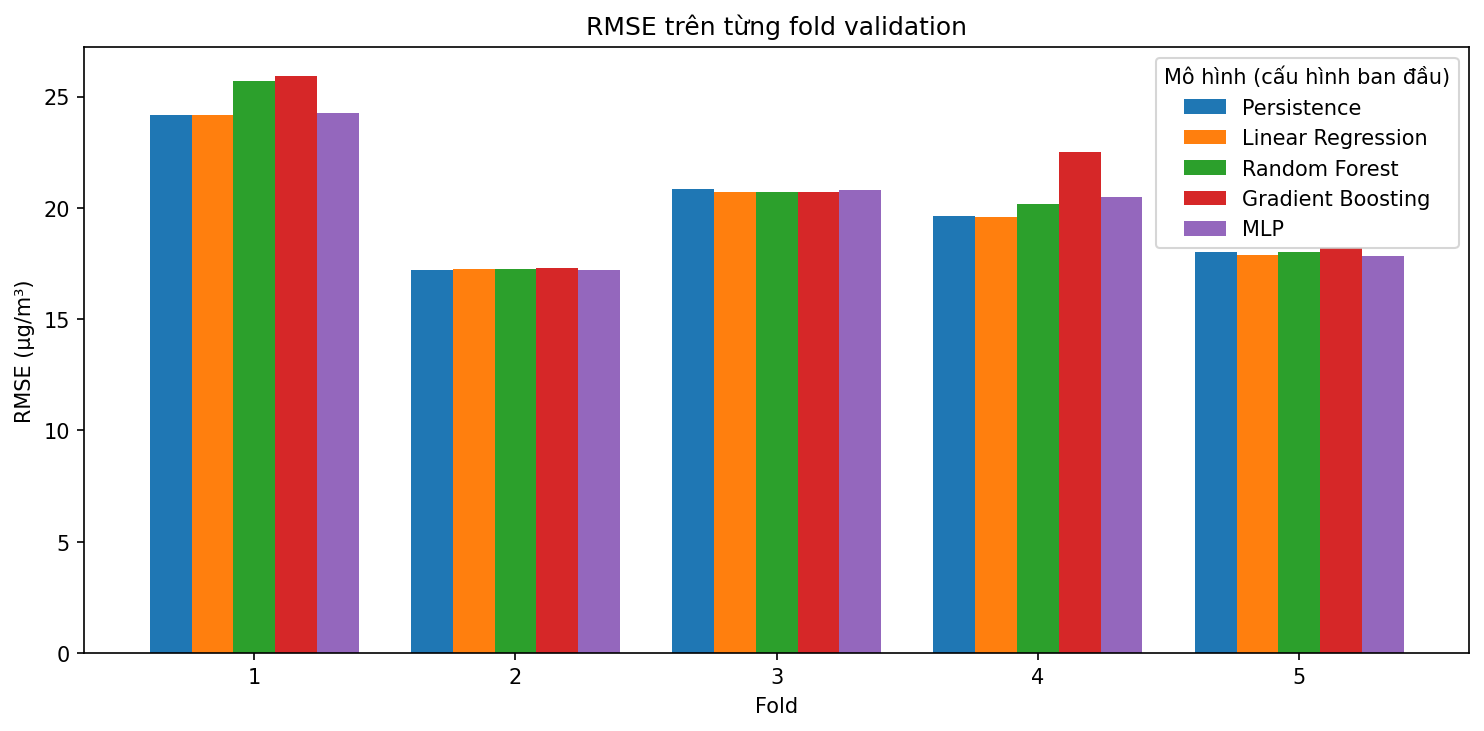 RMSE trên từng fold validation
Mô hình (cấu hình ban đầu)
Persistence
Linear Regression
Random Forest
Gradient Boosting
MLP
RMSE (µg/m³)
25
20
15
10
5
0
1 2 3 4 5
Fold